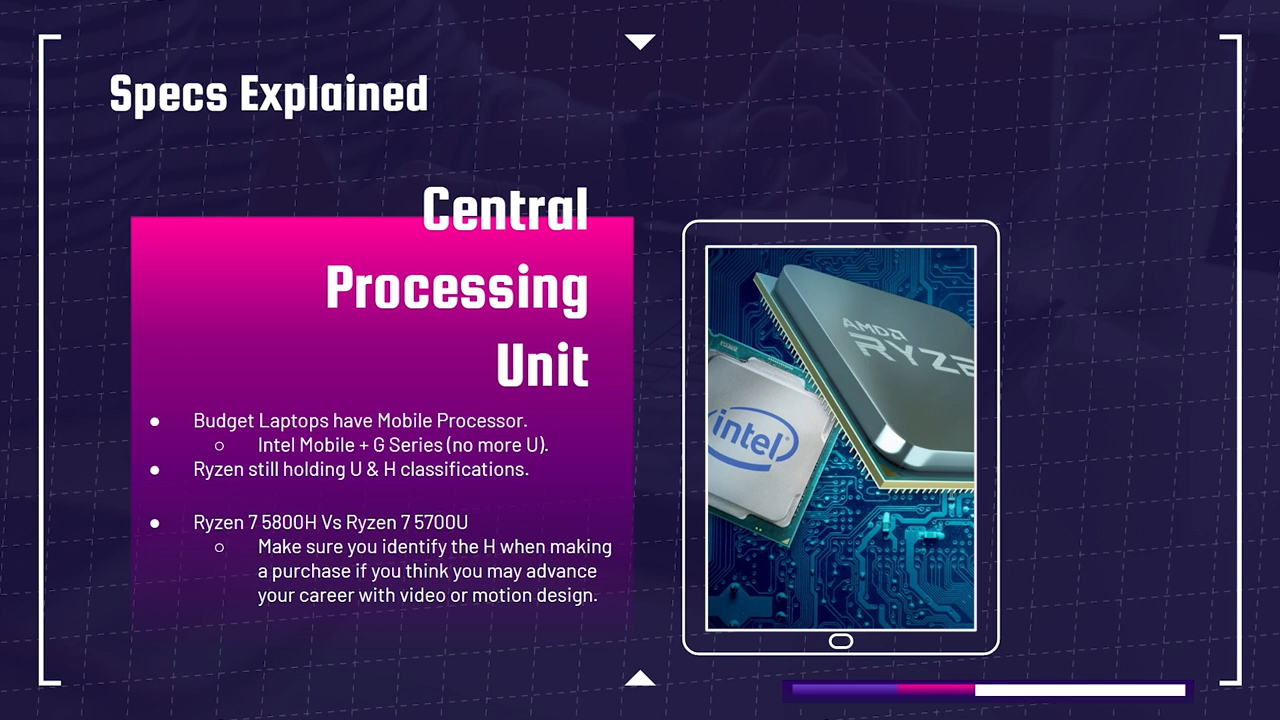 Specs Explained
Central
Processing
Unit
● Budget Laptops have Mobile Processor.
○ Intel Mobile + G Series (no more U).
● Ryzen still holding U & H classifications.
● Ryzen 7 5800H Vs Ryzen 7 5700U
○ Make sure you identify the H when making
a purchase if you think you may advance
your career with video or motion design.
AMD
RYZE
intel